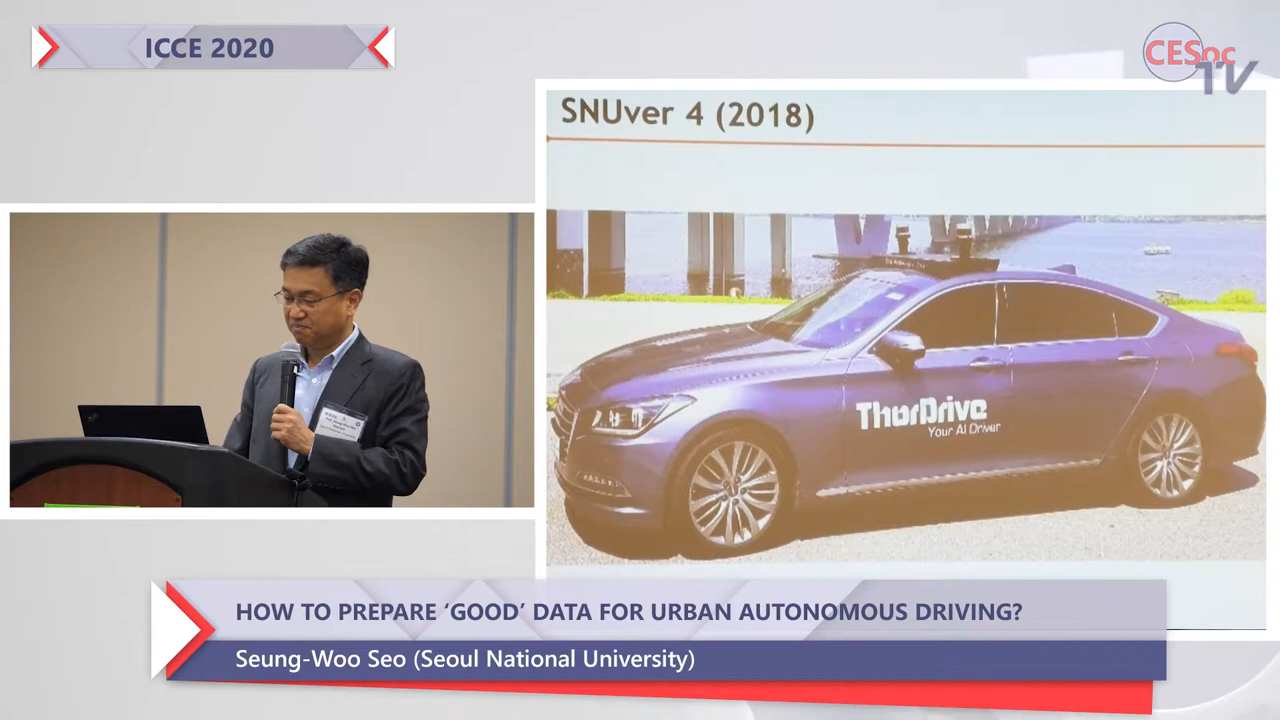 ICCE 2020
CESoc
TV
SNUver 4 (2018)
ThorDrive
Your AI Driver
HOW TO PREPARE ‘GOOD’ DATA FOR URBAN AUTONOMOUS DRIVING?
Seung-Woo Seo (Seoul National University)